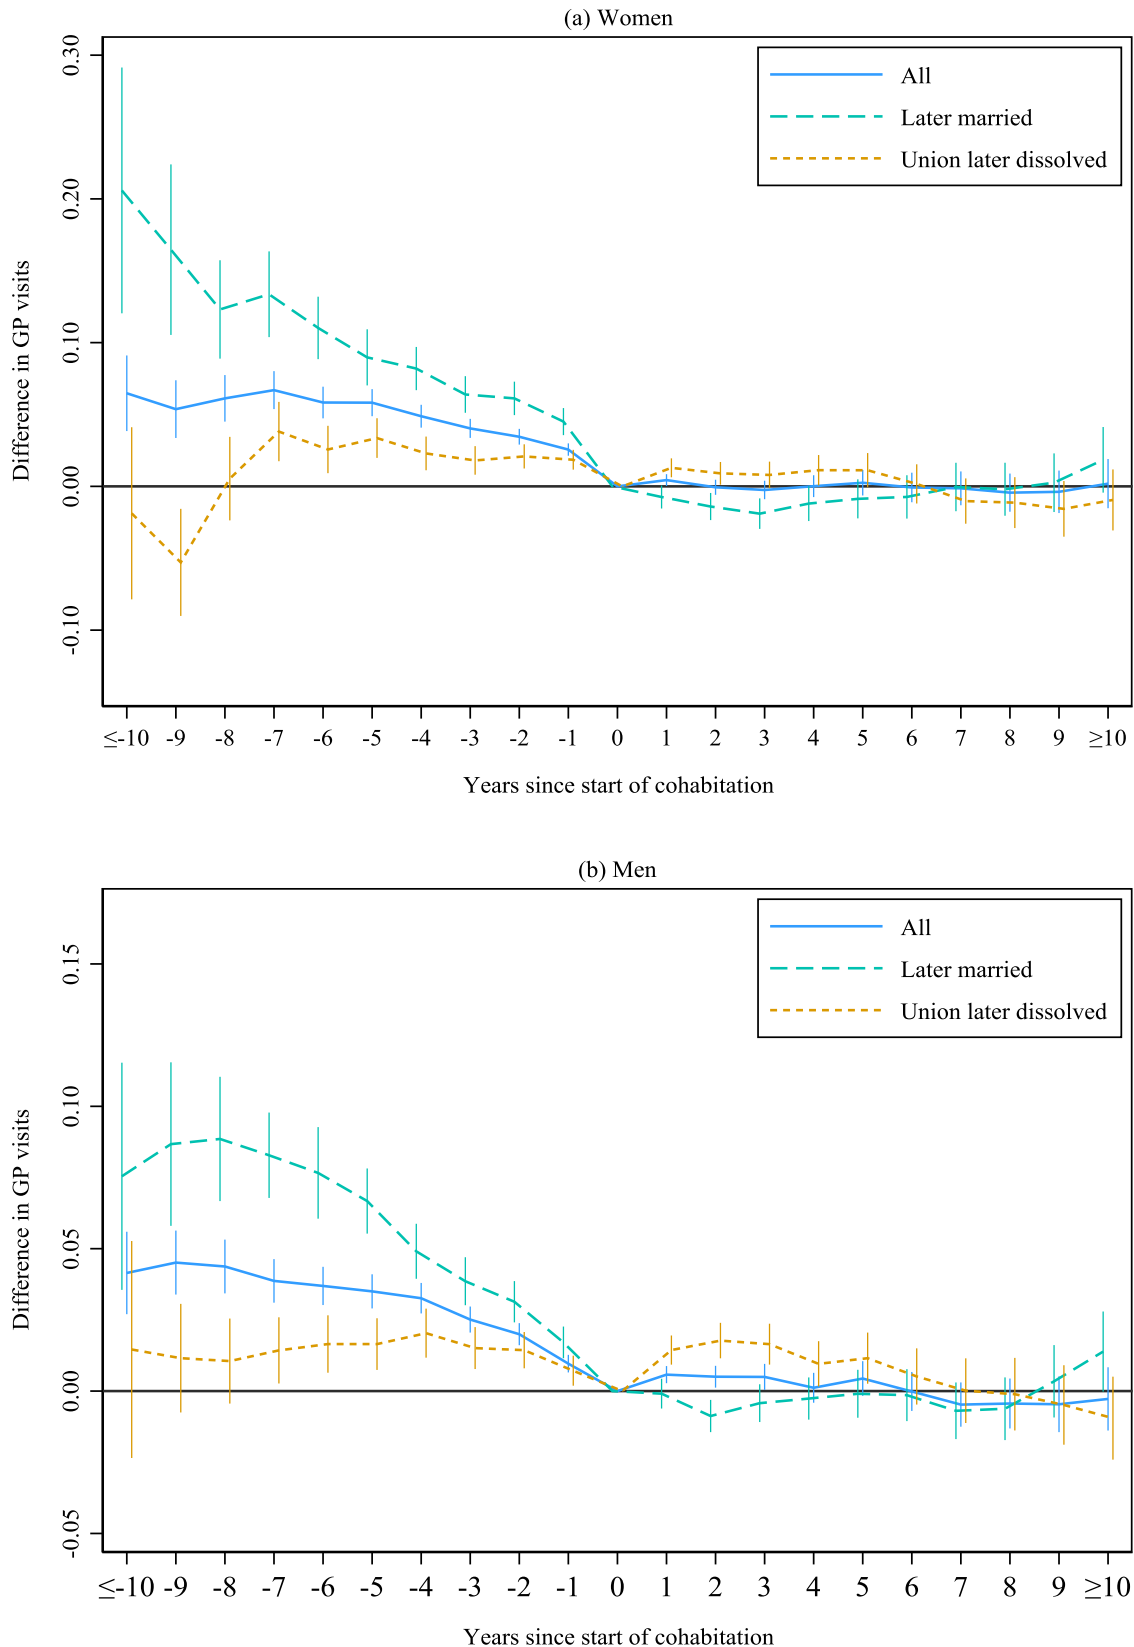 (a) Women
0.30
0.20
0.10
0.00
-0.10
Difference in GP visits
All
Later married
Union later dissolved
≤-10 -9 -8 -7 -6 -5 -4 -3 -2 -1 0 1 2 3 4 5 6 7 8 9 ≥10
Years since start of cohabitation
(b) Men
0.15
0.10
0.05
0.00
-0.05
Difference in GP visits
All
Later married
Union later dissolved
≤-10 -9 -8 -7 -6 -5 -4 -3 -2 -1 0 1 2 3 4 5 6 7 8 9 ≥10
Years since start of cohabitation